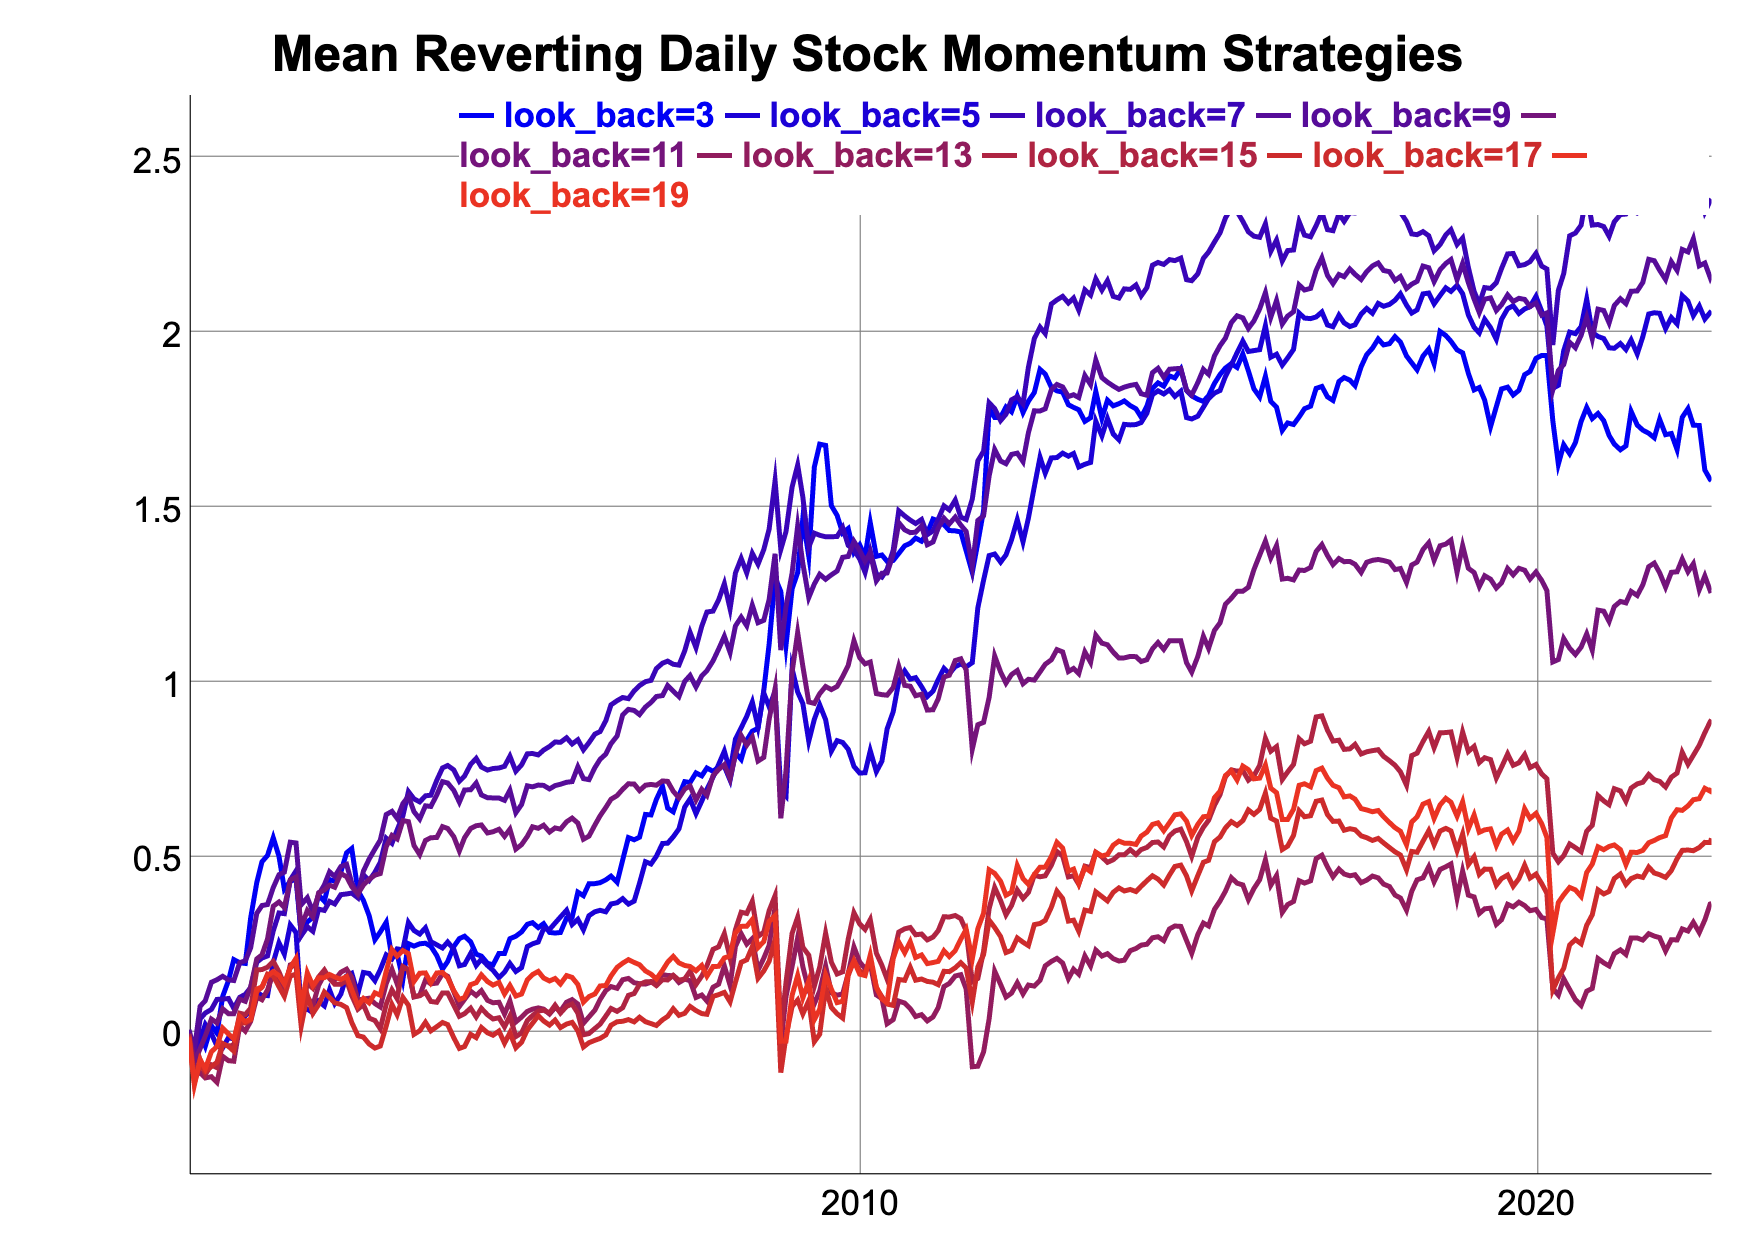 Mean Reverting Daily Stock Momentum Strategies
look_back=3 look_back=5 look_back=7 look_back=9
look_back=11 look_back=13 look_back=15 look_back=17
look_back=19
2.5
2
1.5
1
0.5
0
2010 2020